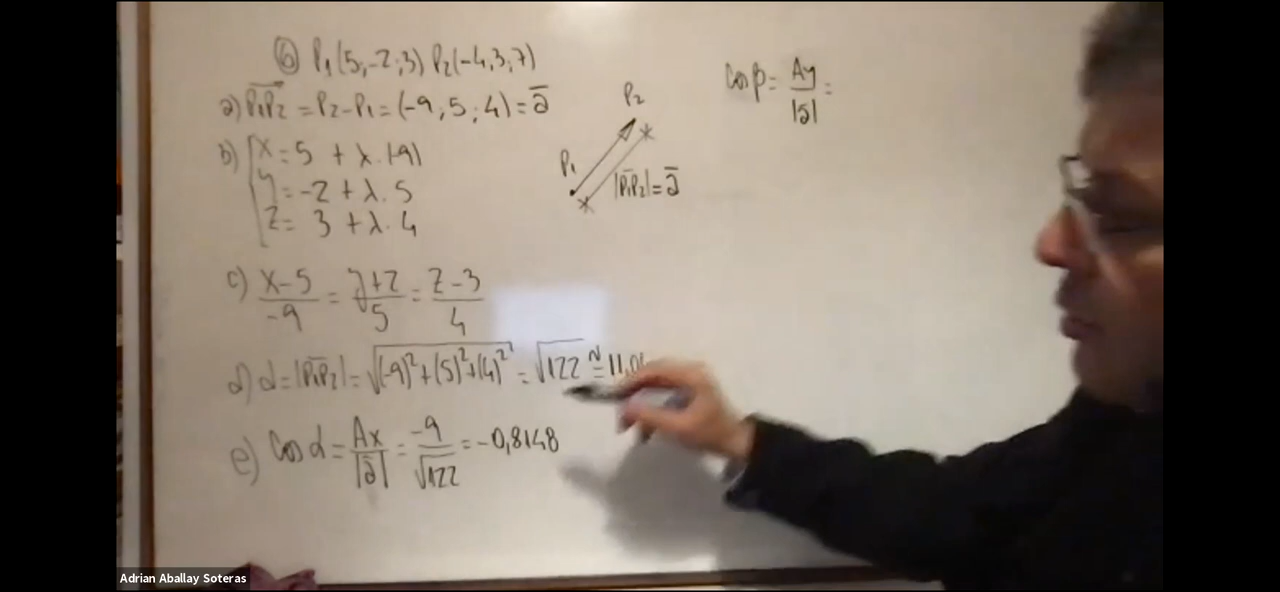 ⑥ P₁(5;-2;3) P₂(-4;3;7)
a) P₁P₂ = P₂-P₁ = (-9; 5; 4) = a
b) { x = 5 + λ.(-9)
y = -2 + λ. 5
z = 3 + λ. 4
c) x-5/-9 = y+2/5 = z-3/4
d) d = |P₁P₂| = √(-9)²+(5)²+(4)² = √122 ≅ 11,0
e) Cos α = Ax/|a| = -9/√122 = -0,8148
P₂
P₁
|P₁P₂| = a
Cos β = Ay/|a| =
Adrian Aballay Soteras